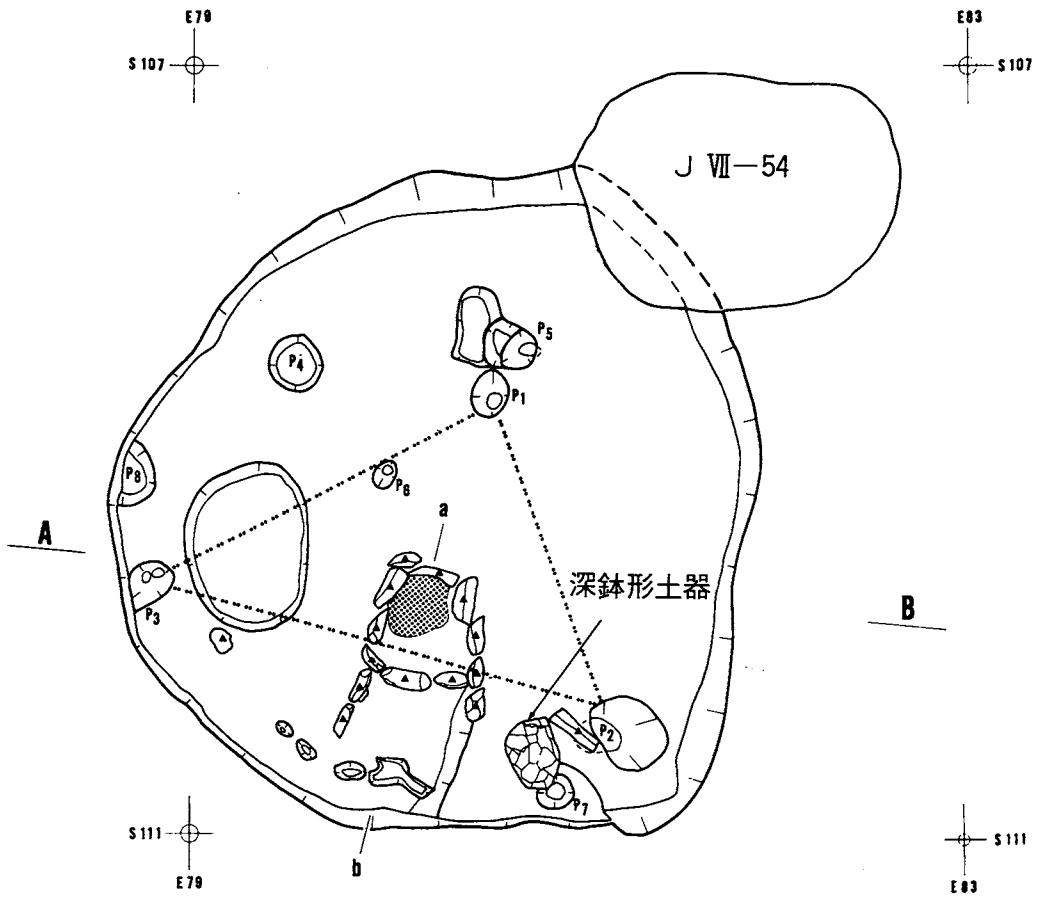 E79
E83
S107
S107
J Ⅶ—54
P5
P4
P1
P8
P6
a
A
深鉢形土器
P3
B
P2
P7
S111
S111
b
E79
E83